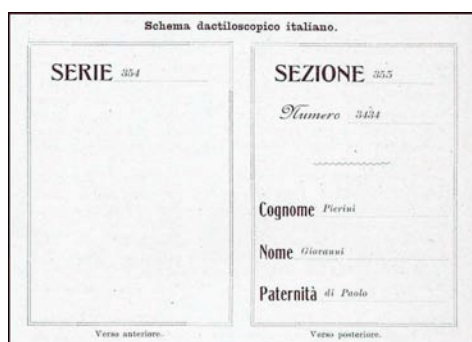 Schema dactiloscopico italiano.
SERIE 354
SEZIONE 355
Numero 3434
Cognome Pierini
Nome Giovanni
Paternità di Paolo
Verso anteriore.
Verso posteriore.